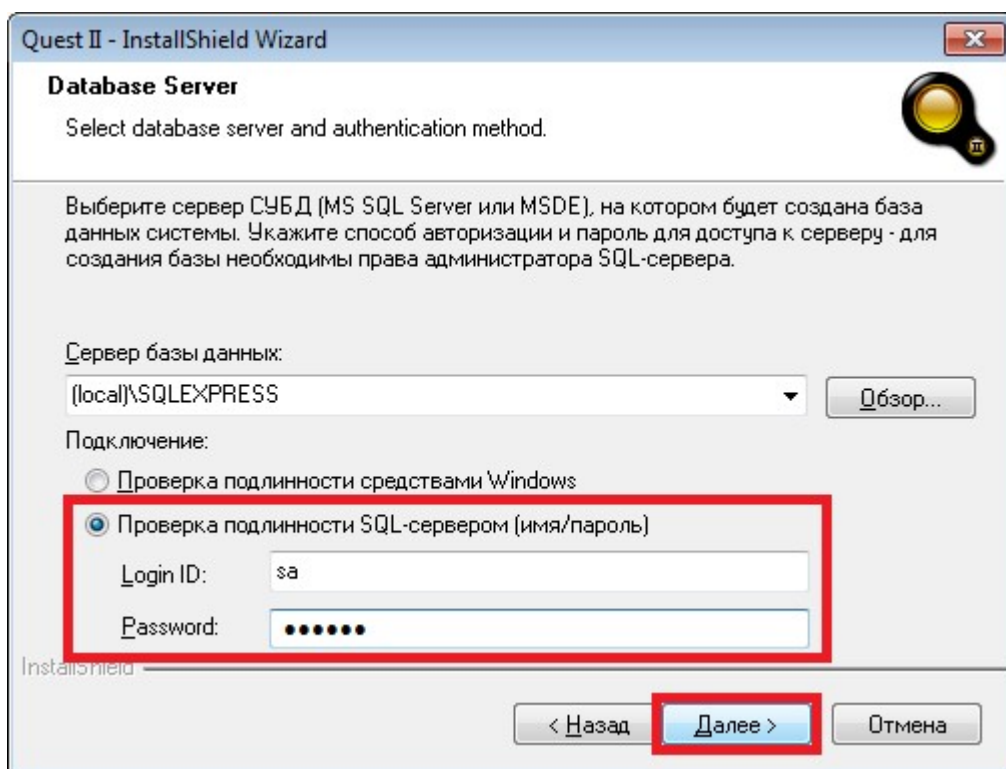 Quest II - InstallShield Wizard
Database Server
Select database server and authentication method.
II
Выберите сервер СУБД (MS SQL Server или MSDE), на котором будет создана база
данных системы. Укажите способ авторизации и пароль для доступа к серверу - для
создания базы необходимы права администратора SQL-сервера.
Сервер базы данных:
(local)\SQLEXPRESS
Обзор...
Подключение:
Проверка подлинности средствами Windows
Проверка подлинности SQL-сервером (имя/пароль)
Login ID: sa
Password: ●●●●●●
InstallShield
< Назад Далее > Отмена